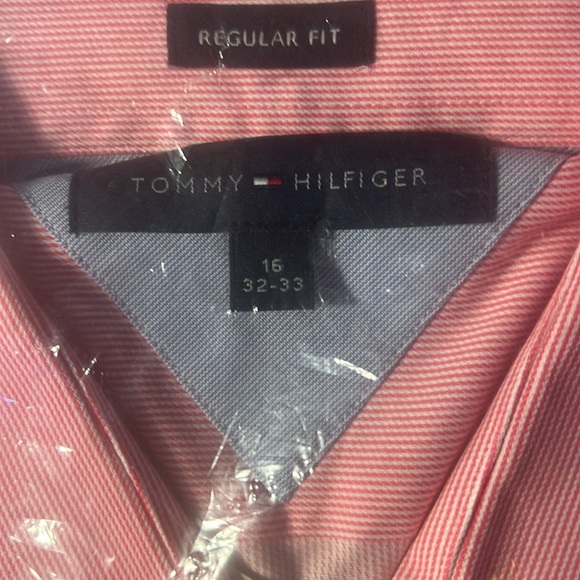 REGULAR FIT
TOMMY HILFIGER
16
32-33